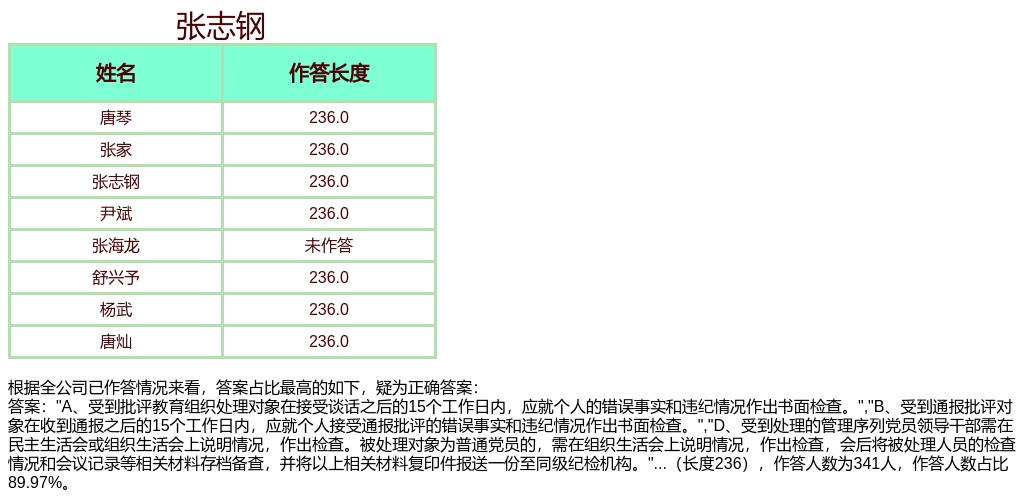 张志钢
姓名 作答长度
唐琴 236.0
张家 236.0
张志钢 236.0
尹斌 236.0
张海龙 未作答
舒兴予 236.0
杨武 236.0
唐灿 236.0
根据全公司已作答情况来看，答案占比最高的如下，疑为正确答案：
答案："A、受到批评教育组织处理对象在接受谈话之后的15个工作日内，应就个人的错误事实和违纪情况作出书面检查。","B、受到通报批评对
象在收到通报之后的15个工作日内，应就个人接受通报批评的错误事实和违纪情况作出书面检查。","D、受到处理的管理序列党员领导干部需在
民主生活会或组织生活会上说明情况，作出检查。被处理对象为普通党员的，需在组织生活会上说明情况，作出检查，会后将被处理人员的检查
情况和会议记录等相关材料存档备查，并将以上相关材料复印件报送一份至同级纪检机构。"...（长度236），作答人数为341人，作答人数占比
89.97%。